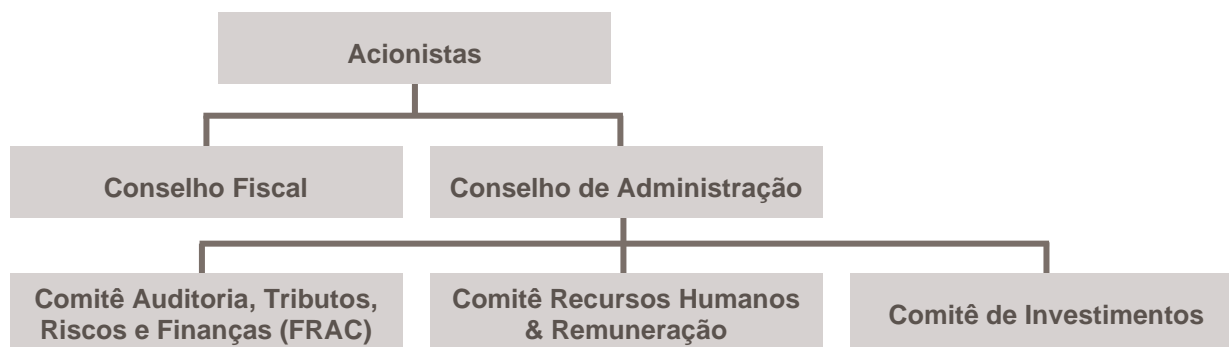 Acionistas
Conselho Fiscal
Conselho de Administração
Comitê Auditoria, Tributos,
Riscos e Finanças (FRAC)
Comitê Recursos Humanos
& Remuneração
Comitê de Investimentos